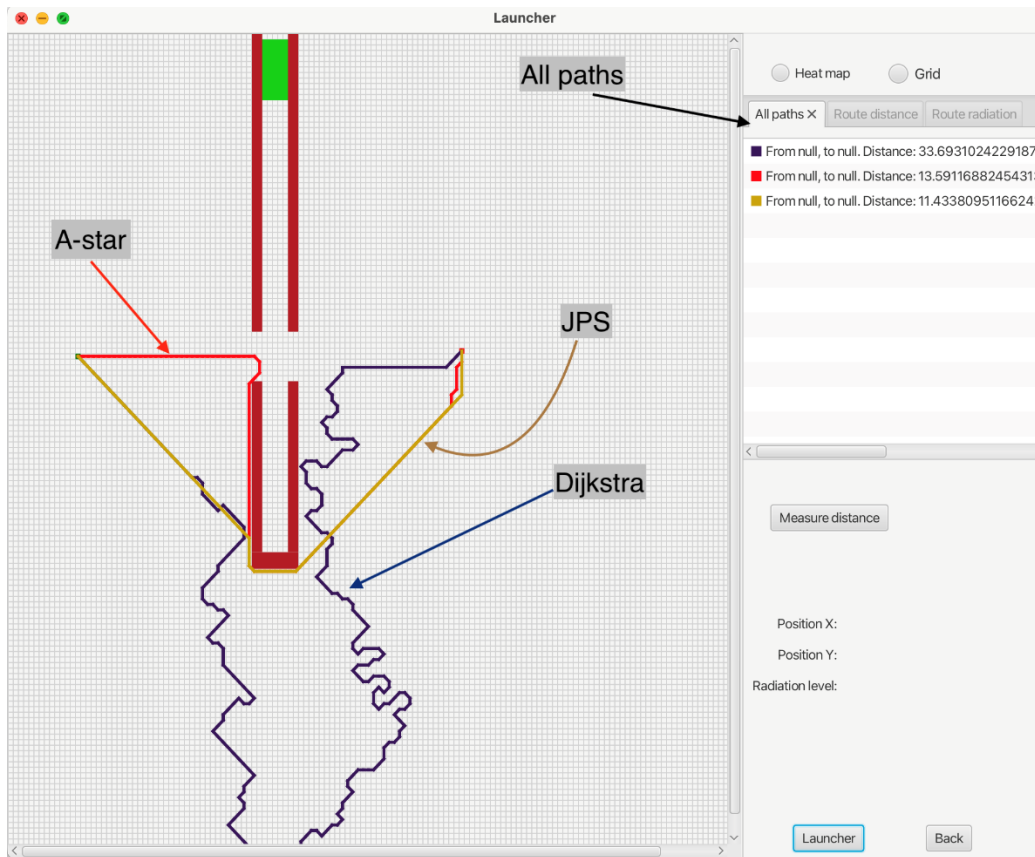 Launcher
All paths
Heat map
Grid
All paths ×
Route distance
Route radiation
From null, to null. Distance: 33.6931024229187
From null, to null. Distance: 13.5911688245431
From null, to null. Distance: 11.4338095116624
A-star
JPS
Dijkstra
Measure distance
Position X:
Position Y:
Radiation level:
Launcher
Back